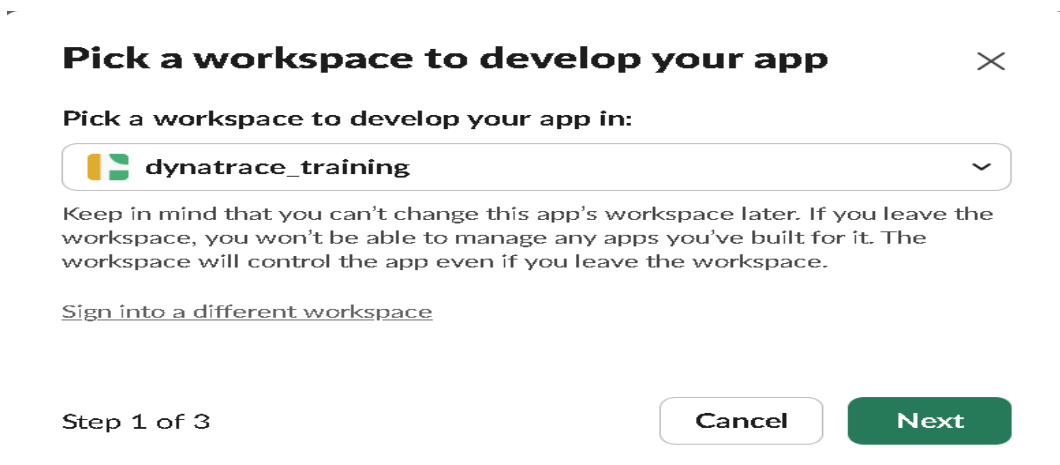 Pick a workspace to develop your app
Pick a workspace to develop your app in:
dynatrace_training
Keep in mind that you can’t change this app’s workspace later. If you leave the
workspace, you won’t be able to manage any apps you’ve built for it. The
workspace will control the app even if you leave the workspace.
Sign into a different workspace
Step 1 of 3
Cancel
Next